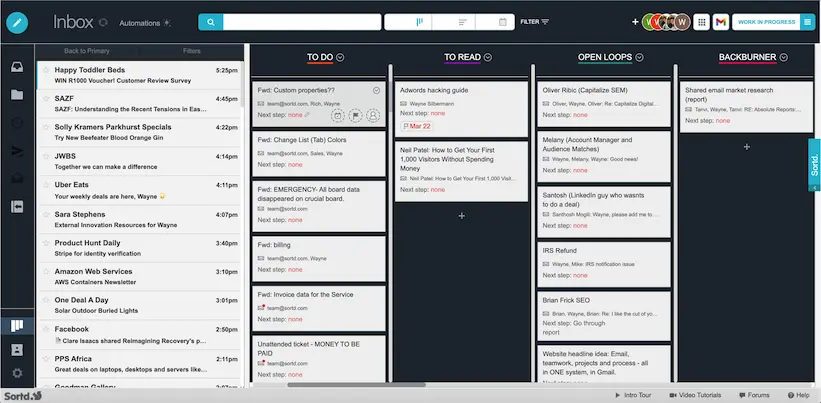 Inbox
Automations
FILTER
WORK IN PROGRESS
Back to Primary
Filters
Happy Toddler Beds 5:25pm
WIN R1000 Voucher! Customer Review Survey
SAZF 4:45pm
SAZF: Understanding the Recent Tensions in Eas...
Solly Kramers Parkhurst Specials 4:22pm
Try New Beefeater Blood Orange Gin
JWBS 4:14pm
Together we can make a difference
Uber Eats 4:11pm
Your weekly deals are here, Wayne
Sara Stephens 4:07pm
External Innovation Resources for Wayne
Product Hunt Daily 3:40pm
Stripe for identity verification
Amazon Web Services 3:10pm
AWS Containers Newsletter
One Deal A Day 3:01pm
Solar Outdoor Buried Lights
Facebook 2:50pm
Clare Isaacs shared Reimagining Recovery's p...
PPS Africa 2:11pm
Great deals on laptops, desktops and servers like...
Goodman Gallery
TO DO
Fwd: Custom properties??
team@sortd.com, Rich, Wayne
Next step: none
Fwd: Change List (Tab) Colors
team@sortd.com, Sales, Wayne
Next step: none
Fwd: EMERGENCY- All board data
disappeared on crucial board.
team@sortd.com
Next step: none
Fwd: billing
team@sortd.com, Wayne
Next step: none
Fwd: Invoice data for the Service
team@sortd.com
Next step: none
Unattended ticket - MONEY TO BE
PAID
team@sortd.com
Next step: none
TO READ
Adwords hacking guide
Wayne Silbermann
Next step: none
Mar 22
Neil Patel: How to Get Your First
1,000 Visitors Without Spending
Money
Neil Patel: How to Get Your First 1,000 Visit...
Next step: none
OPEN LOOPS
Oliver Ribic (Capitalize SEM)
Oliver, Wayne, Oliver: Re: Capitalize Digital...
Next step: none
Melany (Account Manager and
Audience Matches)
Wayne, Melany, Wayne: Good news!
Next step: none
Santosh (LinkedIn guy who wasnts
to do a deal)
Santhosh Mogili: Wayne, please add me to...
Next step: none
IRS Refund
Wayne, Mike: IRS notification issue
Next step: none
Brian Frick SEO
Brian, Wayne, Brian: Re: I like the cut of yo...
Next step: Go through
report
Website headline idea: Email,
teamwork, projects and process - all
in ONE system, in Gmail.
Next step: none
BACKBURNER
Shared email market research
(report)
Tanvi, Wayne, Tanvi: RE: Absolute Reports:...
Next step: none
Sortd.
Sortd.
Intro Tour
Video Tutorials
Forums
Help